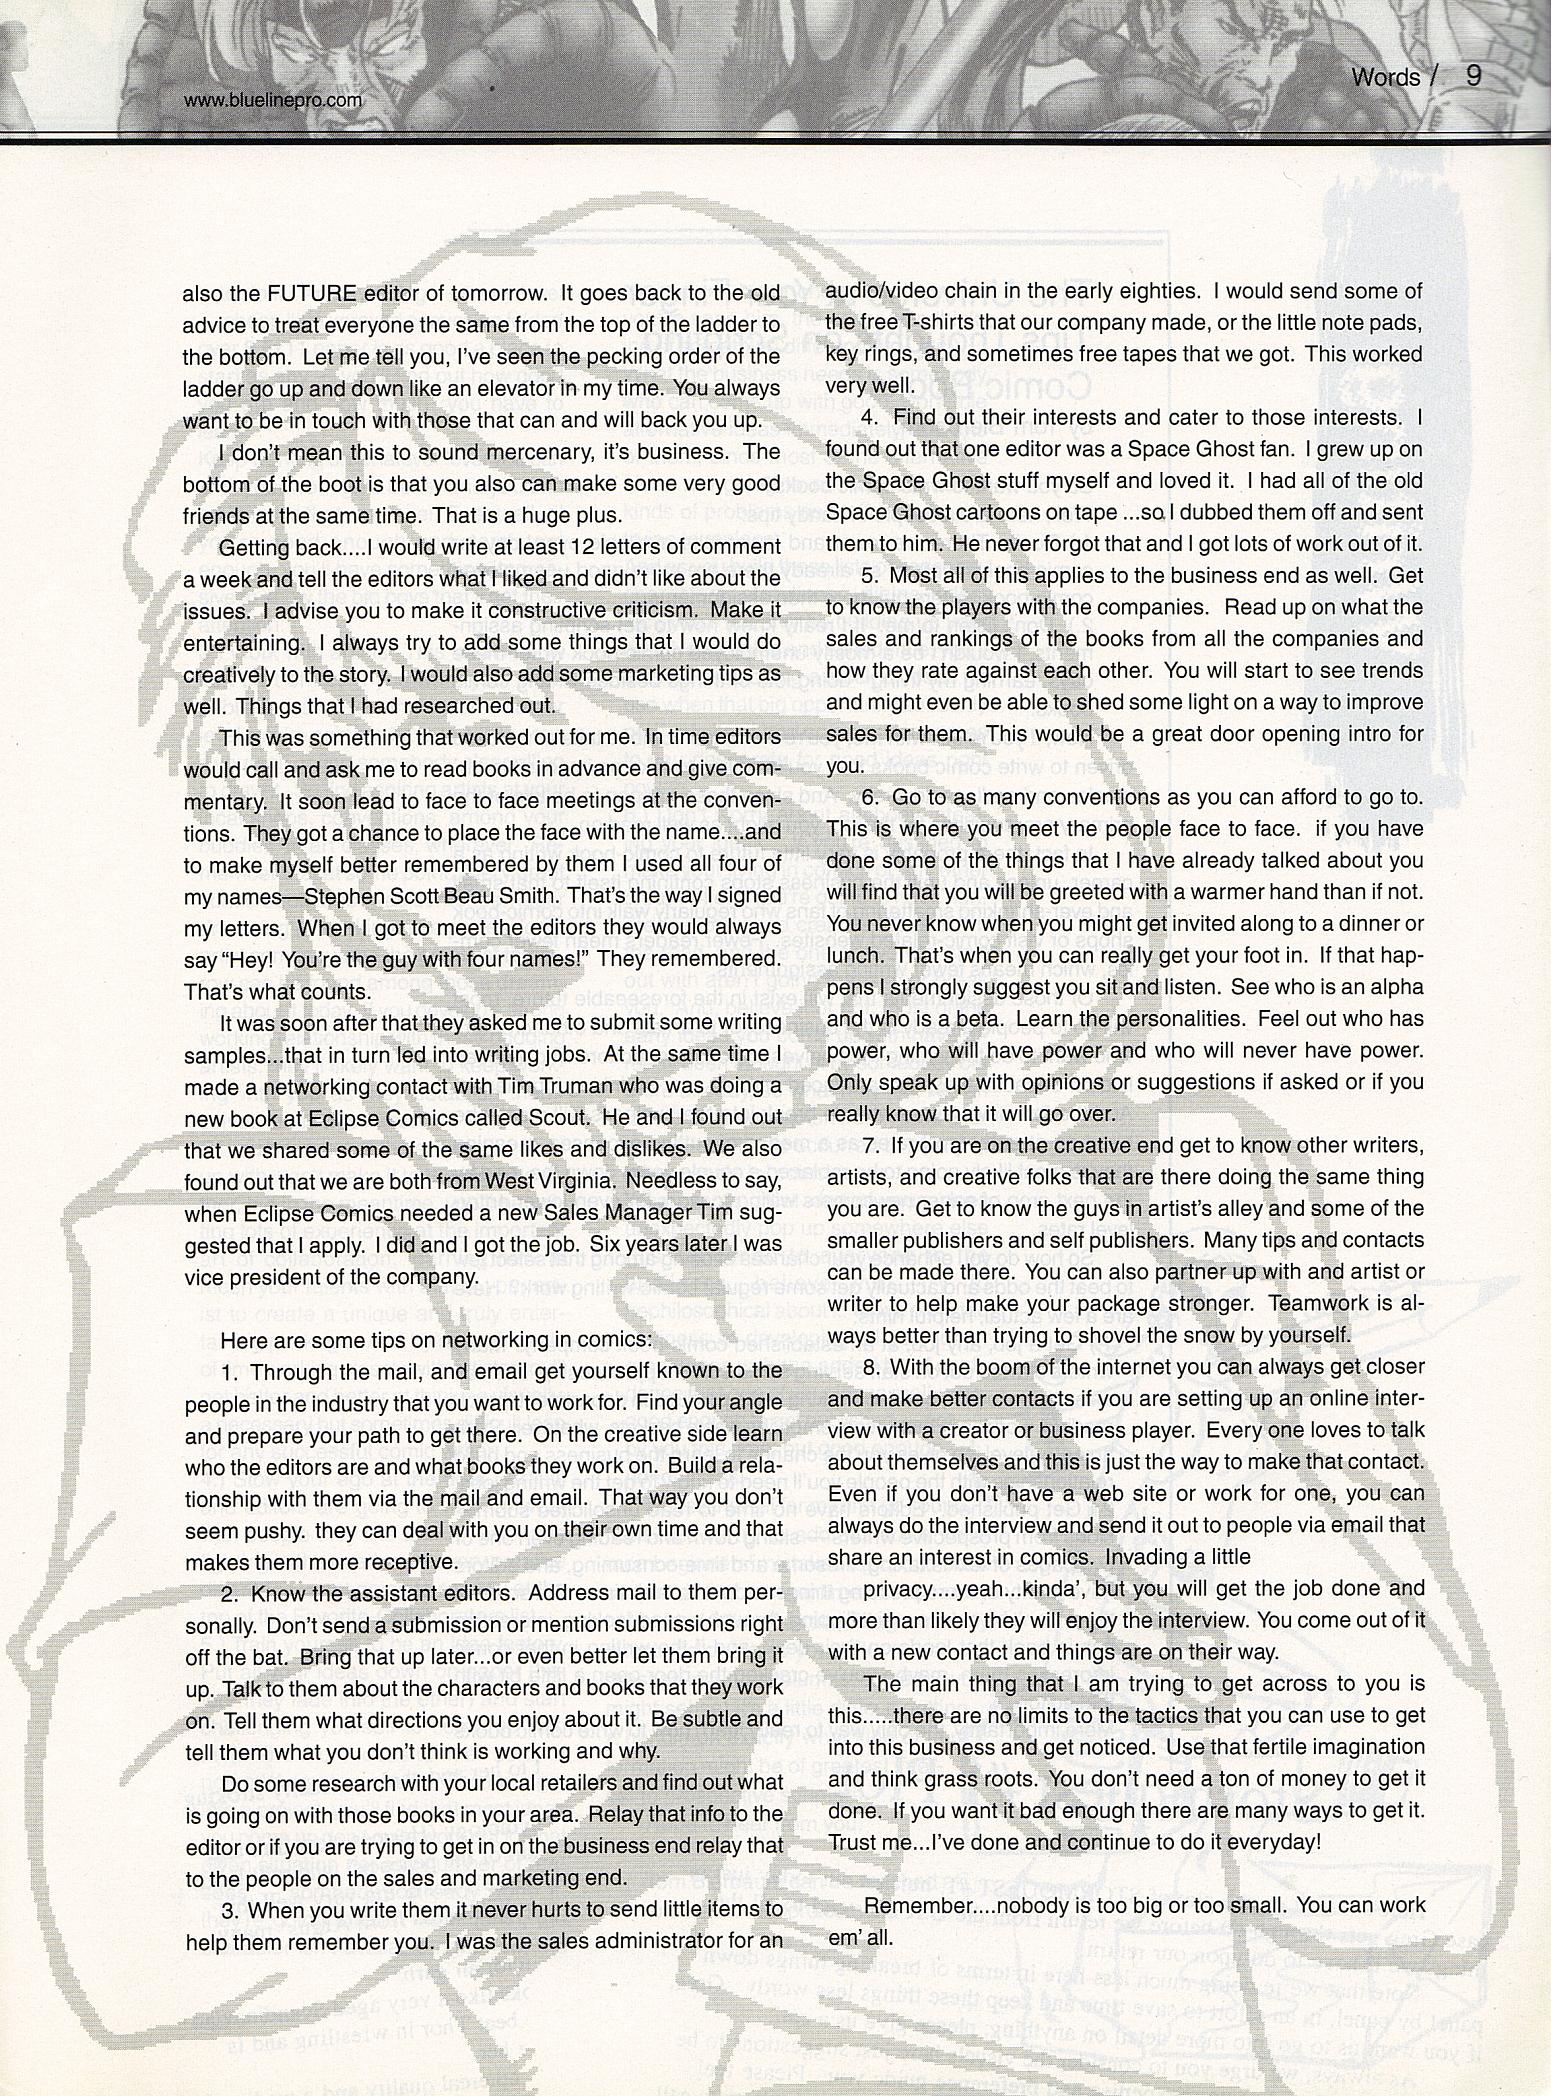 www.bluelinepro.com
Words / 9
also the FUTURE editor of tomorrow. It goes back to the old
advice to treat everyone the same from the top of the ladder to
the bottom. Let me tell you, I've seen the pecking order of the
ladder go up and down like an elevator in my time. You always
want to be in touch with those that can and will back you up.
I don't mean this to sound mercenary, it's business. The
bottom of the boot is that you also can make some very good
friends at the same time. That is a huge plus.
Getting back....I would write at least 12 letters of comment
a week and tell the editors what I liked and didn't like about the
issues. I advise you to make it constructive criticism. Make it
entertaining. I always try to add some things that I would do
creatively to the story. I would also add some marketing tips as
well. Things that I had researched out.
This was something that worked out for me. In time editors
would call and ask me to read books in advance and give com-
mentary. It soon lead to face to face meetings at the conven-
tions. They got a chance to place the face with the name....and
to make myself better remembered by them I used all four of
my names—Stephen Scott Beau Smith. That's the way I signed
my letters. When I got to meet the editors they would always
say “Hey! You're the guy with four names!” They remembered.
That's what counts.
It was soon after that they asked me to submit some writing
samples...that in turn led into writing jobs. At the same time I
made a networking contact with Tim Truman who was doing a
new book at Eclipse Comics called Scout. He and I found out
that we shared some of the same likes and dislikes. We also
found out that we are both from West Virginia. Needless to say,
when Eclipse Comics needed a new Sales Manager Tim sug-
gested that I apply. I did and I got the job. Six years later I was
vice president of the company.
Here are some tips on networking in comics:
1. Through the mail, and email get yourself known to the
people in the industry that you want to work for. Find your angle
and prepare your path to get there. On the creative side learn
who the editors are and what books they work on. Build a rela-
tionship with them via the mail and email. That way you don't
seem pushy. they can deal with you on their own time and that
makes them more receptive.
2. Know the assistant editors. Address mail to them per-
sonally. Don't send a submission or mention submissions right
off the bat. Bring that up later...or even better let them bring it
up. Talk to them about the characters and books that they work
on. Tell them what directions you enjoy about it. Be subtle and
tell them what you don't think is working and why.
Do some research with your local retailers and find out what
is going on with those books in your area. Relay that info to the
editor or if you are trying to get in on the business end relay that
to the people on the sales and marketing end.
3. When you write them it never hurts to send little items to
help them remember you. I was the sales administrator for an
audio/video chain in the early eighties. I would send some of
the free T-shirts that our company made, or the little note pads,
key rings, and sometimes free tapes that we got. This worked
very well.
4. Find out their interests and cater to those interests. I
found out that one editor was a Space Ghost fan. I grew up on
the Space Ghost stuff myself and loved it. I had all of the old
Space Ghost cartoons on tape ...so I dubbed them off and sent
them to him. He never forgot that and I got lots of work out of it.
5. Most all of this applies to the business end as well. Get
to know the players with the companies. Read up on what the
sales and rankings of the books from all the companies and
how they rate against each other. You will start to see trends
and might even be able to shed some light on a way to improve
sales for them. This would be a great door opening intro for
you.
6. Go to as many conventions as you can afford to go to.
This is where you meet the people face to face. if you have
done some of the things that I have already talked about you
will find that you will be greeted with a warmer hand than if not.
You never know when you might get invited along to a dinner or
lunch. That's when you can really get your foot in. If that hap-
pens I strongly suggest you sit and listen. See who is an alpha
and who is a beta. Learn the personalities. Feel out who has
power, who will have power and who will never have power.
Only speak up with opinions or suggestions if asked or if you
really know that it will go over.
7. If you are on the creative end get to know other writers,
artists, and creative folks that are there doing the same thing
you are. Get to know the guys in artist's alley and some of the
smaller publishers and self publishers. Many tips and contacts
can be made there. You can also partner up with and artist or
writer to help make your package stronger. Teamwork is al-
ways better than trying to shovel the snow by yourself.
8. With the boom of the internet you can always get closer
and make better contacts if you are setting up an online inter-
view with a creator or business player. Every one loves to talk
about themselves and this is just the way to make that contact.
Even if you don't have a web site or work for one, you can
always do the interview and send it out to people via email that
share an interest in comics. Invading a little
privacy....yeah...kinda', but you will get the job done and
more than likely they will enjoy the interview. You come out of it
with a new contact and things are on their way.
The main thing that I am trying to get across to you is
this.....there are no limits to the tactics that you can use to get
into this business and get noticed. Use that fertile imagination
and think grass roots. You don't need a ton of money to get it
done. If you want it bad enough there are many ways to get it.
Trust me...I've done and continue to do it everyday!
Remember....nobody is too big or too small. You can work
em' all.